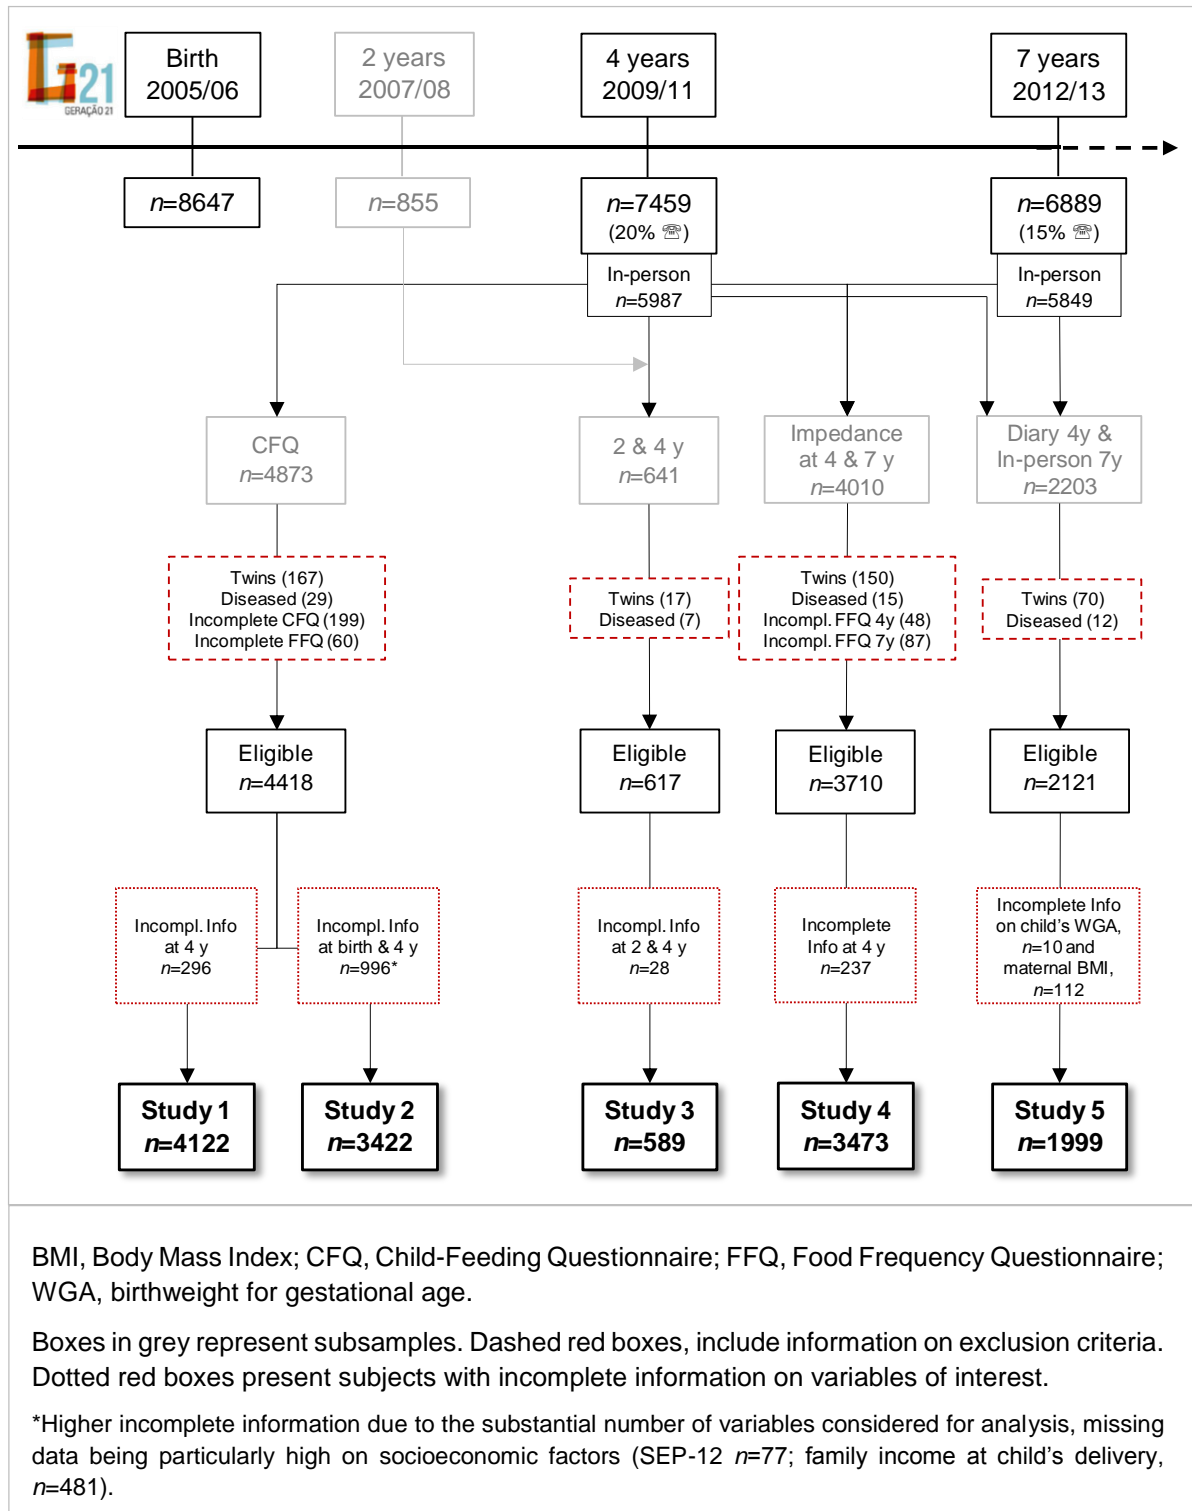 G21
GERAÇÃO 21
Birth
2005/06
2 years
2007/08
4 years
2009/11
7 years
2012/13
n=8647
n=855
n=7459
(20% ☏)
n=6889
(15% ☏)
In-person
n=5987
In-person
n=5849
CFQ
n=4873
2 & 4 y
n=641
Impedance
at 4 & 7 y
n=4010
Diary 4y &
In-person 7y
n=2203
Twins (167)
Diseased (29)
Incomplete CFQ (199)
Incomplete FFQ (60)
Twins (17)
Diseased (7)
Twins (150)
Diseased (15)
Incompl. FFQ 4y (48)
Incompl. FFQ 7y (87)
Twins (70)
Diseased (12)
Eligible
n=4418
Eligible
n=617
Eligible
n=3710
Eligible
n=2121
Incompl. Info
at 4 y
n=296
Incompl. Info
at birth & 4 y
n=996*
Incompl. Info
at 2 & 4 y
n=28
Incomplete
Info at 4 y
n=237
Incomplete Info
on child's WGA,
n=10 and
maternal BMI,
n=112
Study 1
n=4122
Study 2
n=3422
Study 3
n=589
Study 4
n=3473
Study 5
n=1999
BMI, Body Mass Index; CFQ, Child-Feeding Questionnaire; FFQ, Food Frequency Questionnaire;
WGA, birthweight for gestational age.
Boxes in grey represent subsamples. Dashed red boxes, include information on exclusion criteria.
Dotted red boxes present subjects with incomplete information on variables of interest.
*Higher incomplete information due to the substantial number of variables considered for analysis, missing
data being particularly high on socioeconomic factors (SEP-12 n=77; family income at child's delivery,
n=481).